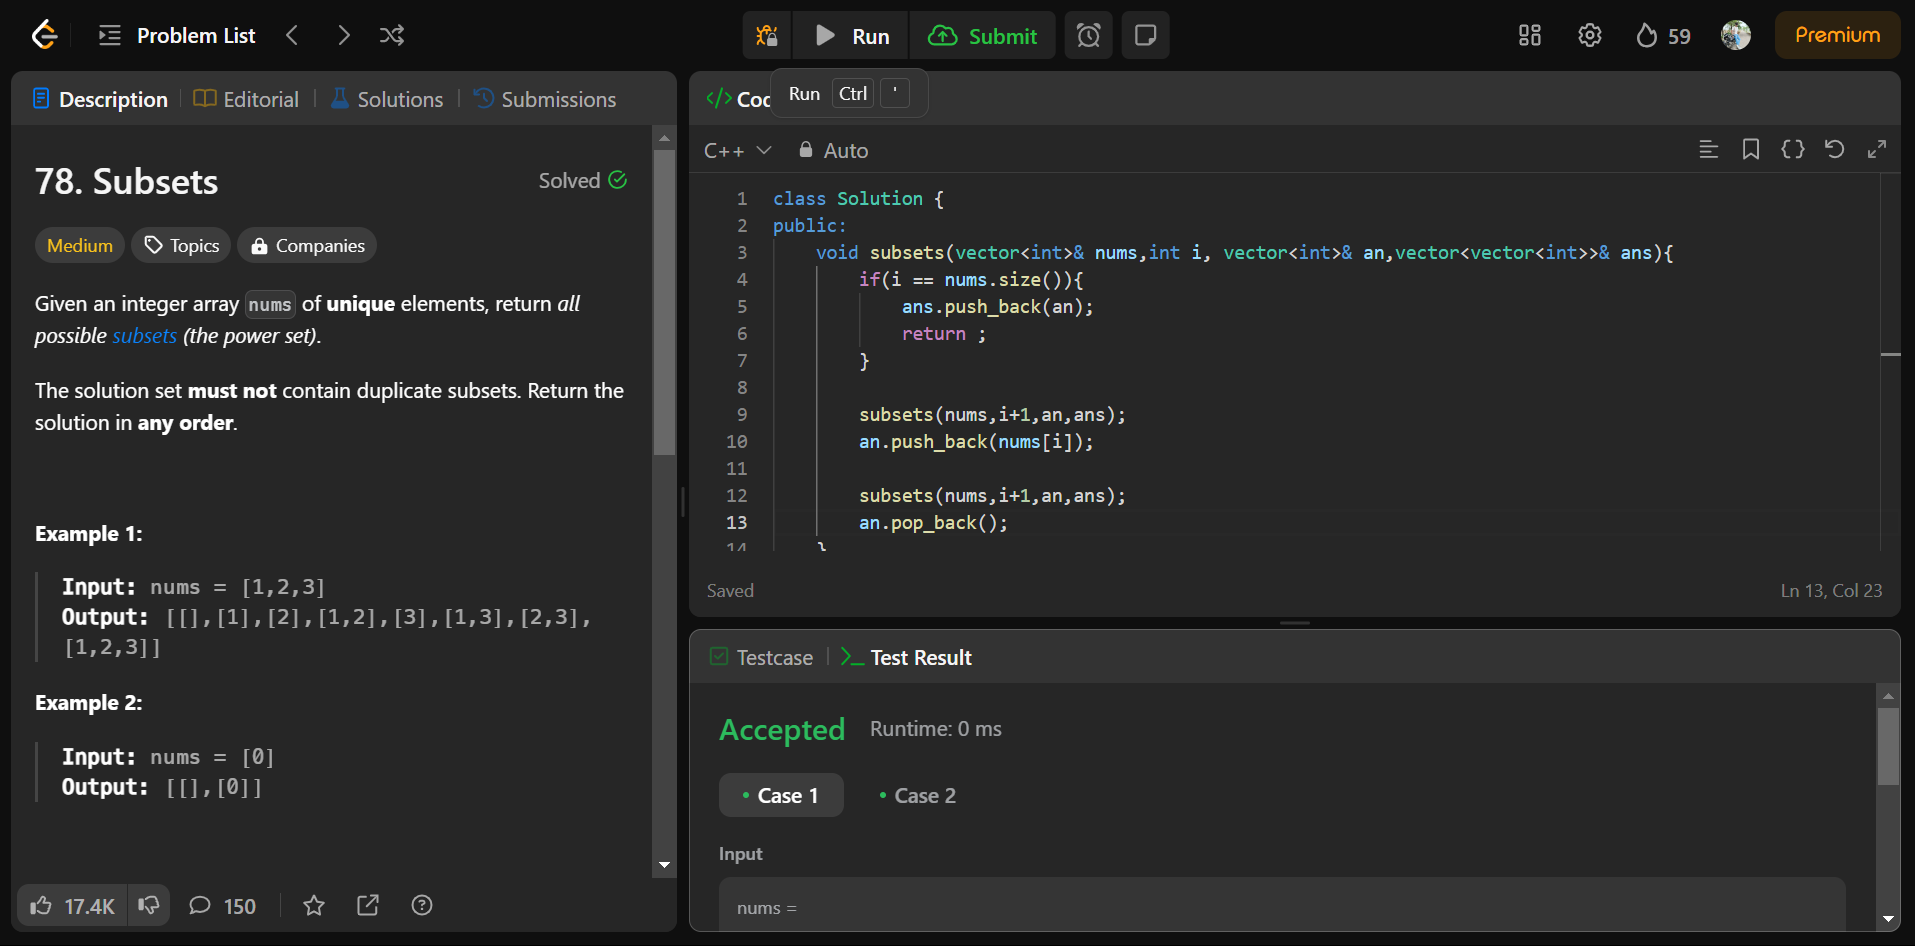 Problem List
Run
Submit
59
Premium
Description
Editorial
Solutions
Submissions
78. Subsets
Solved
Medium
Topics
Companies
Given an integer array nums of unique elements, return all
possible subsets (the power set).
The solution set must not contain duplicate subsets. Return the
solution in any order.
Example 1:
Input: nums = [1,2,3]
Output: [[],[1],[2],[1,2],[3],[1,3],[2,3],
[1,2,3]]
Example 2:
Input: nums = [0]
Output: [[],[0]]
17.4K
150
</> Cod
Run Ctrl '
C++
Auto
1 class Solution {
2 public:
3 void subsets(vector<int>& nums,int i, vector<int>& an,vector<vector<int>>& ans){
4 if(i == nums.size()){
5 ans.push_back(an);
6 return ;
7 }
8
9 subsets(nums,i+1,an,ans);
10 an.push_back(nums[i]);
11
12 subsets(nums,i+1,an,ans);
13 an.pop_back();
14 }
Saved
Ln 13, Col 23
Testcase
Test Result
Accepted
Runtime: 0 ms
Case 1
Case 2
Input
nums =